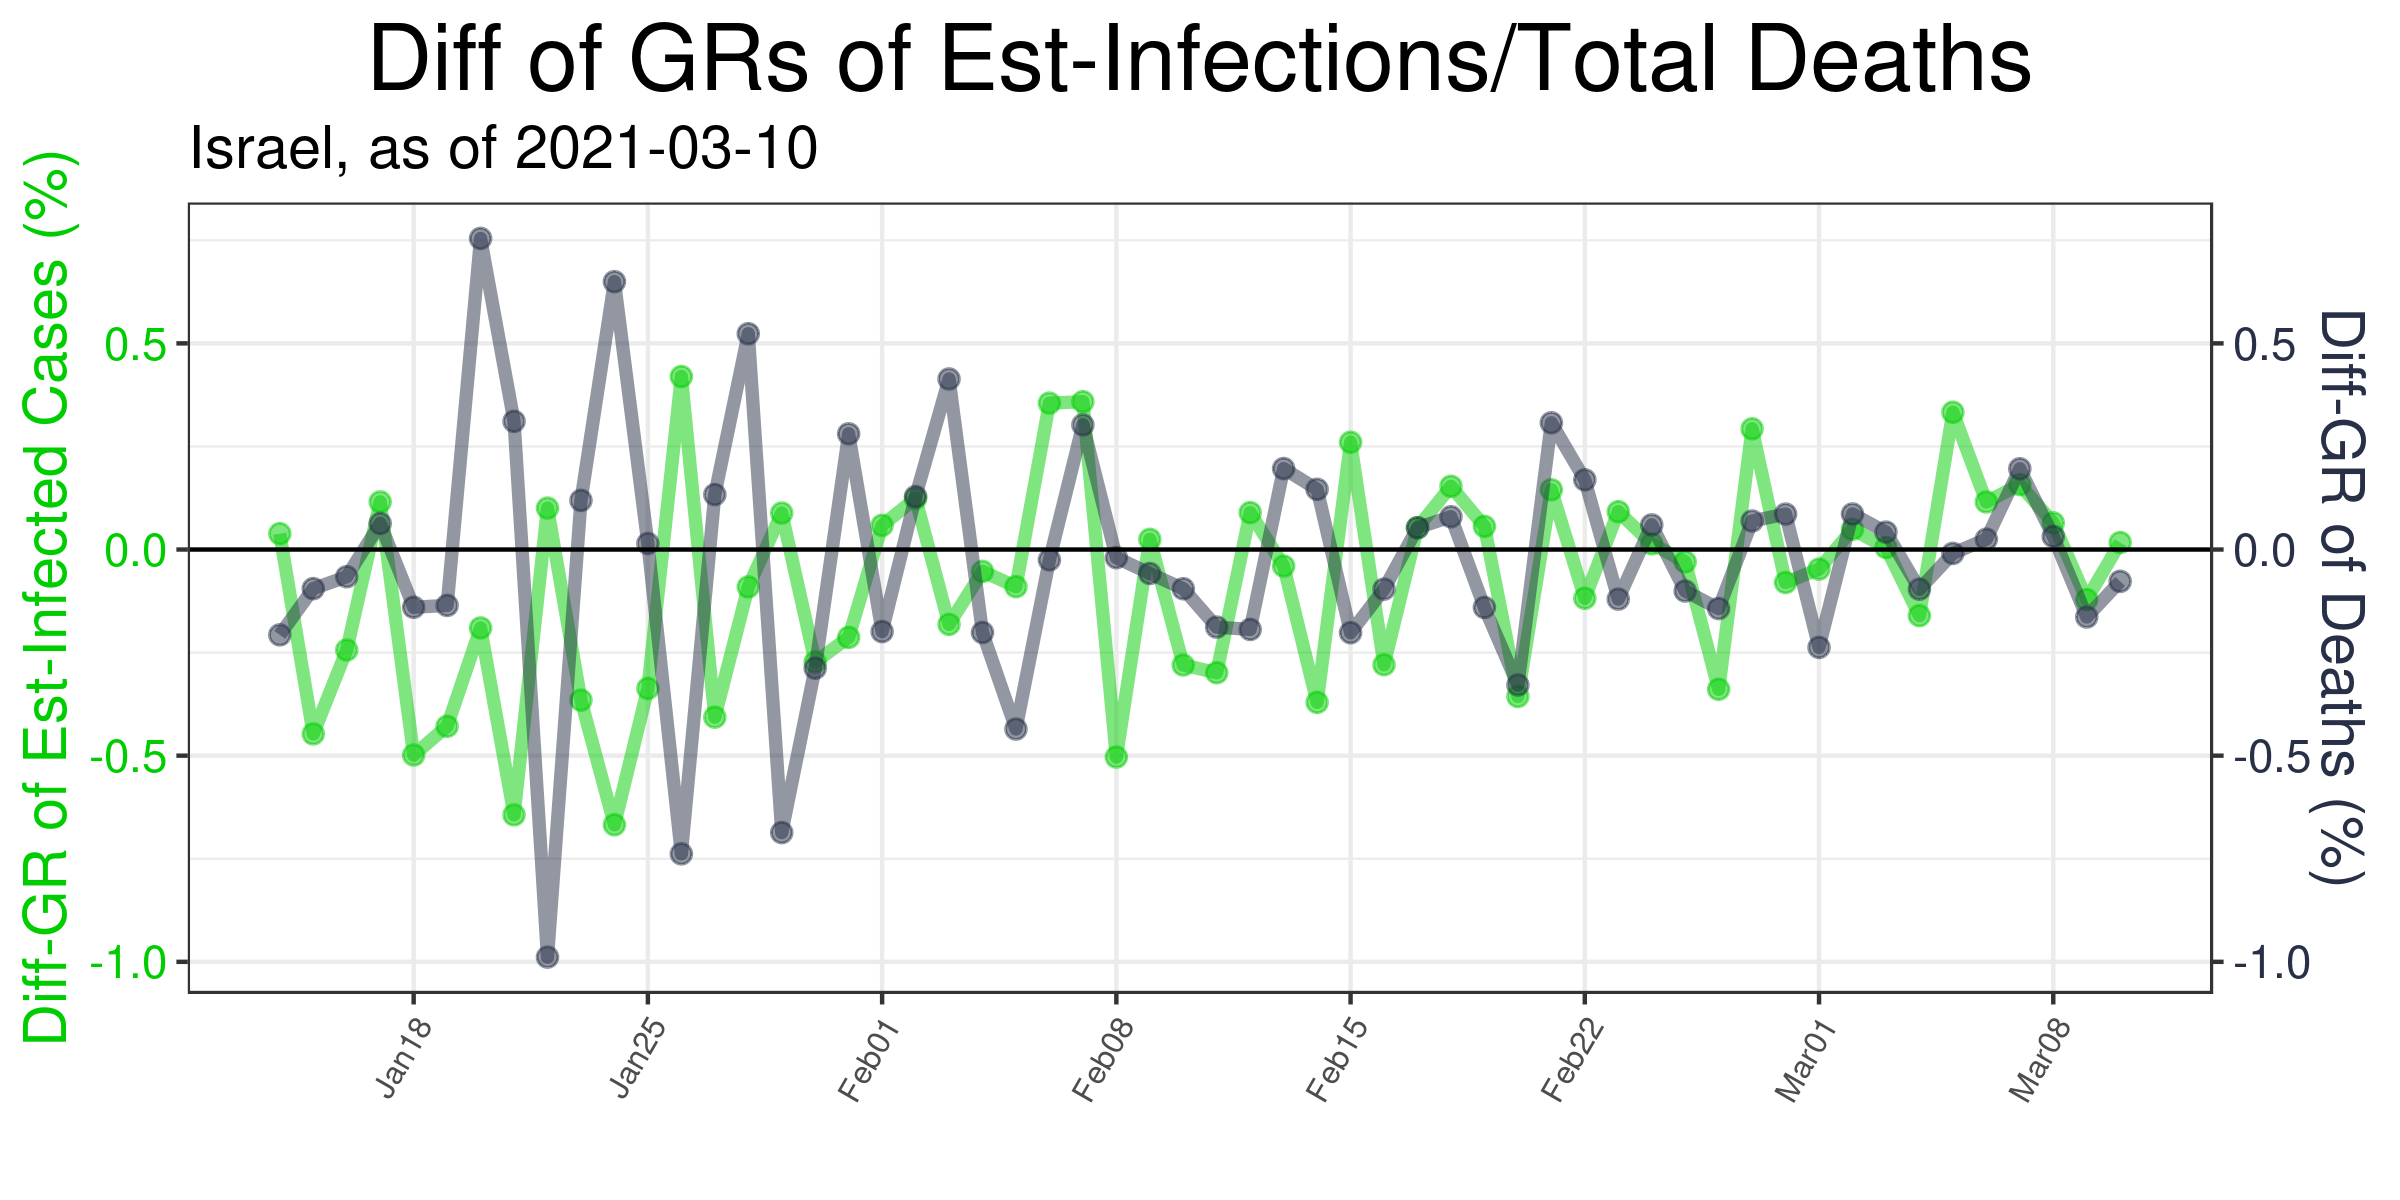 Diff of GRs of Est-Infections/Total Deaths
Israel, as of 2021-03-10
Diff-GR of Est-Infected Cases (%)
0.5
0.0
-0.5
-1.0
0.5
0.0
-0.5
-1.0
Diff-GR of Deaths (%)
Jan18
Jan25
Feb01
Feb08
Feb15
Feb22
Mar01
Mar08